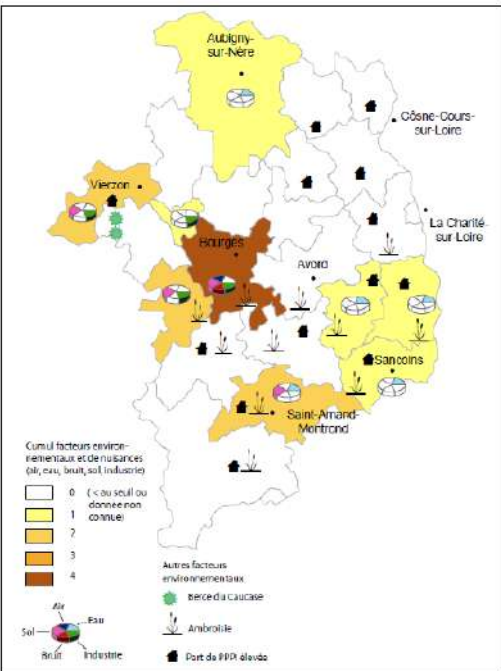 Aubigny-
sur-Nère
Côsne-Cours-
sur-Loire
Vierzon
La Charité
sur-Loire
Bourges
Avord
Sancoins
Saint-Amand-
Montrond
Cumul facteurs environ-
nementaux et de nuisances
(air, eau, bruit, sol, industrie)
0 ( < au seuil ou
donnee non
connue)
1
2
3
4
Air
Eau
Sol
Bruit
Industrie
Autres facteurs
environnementaux
Berce du Caucase
Ambroisie
Part de PPPI élevée